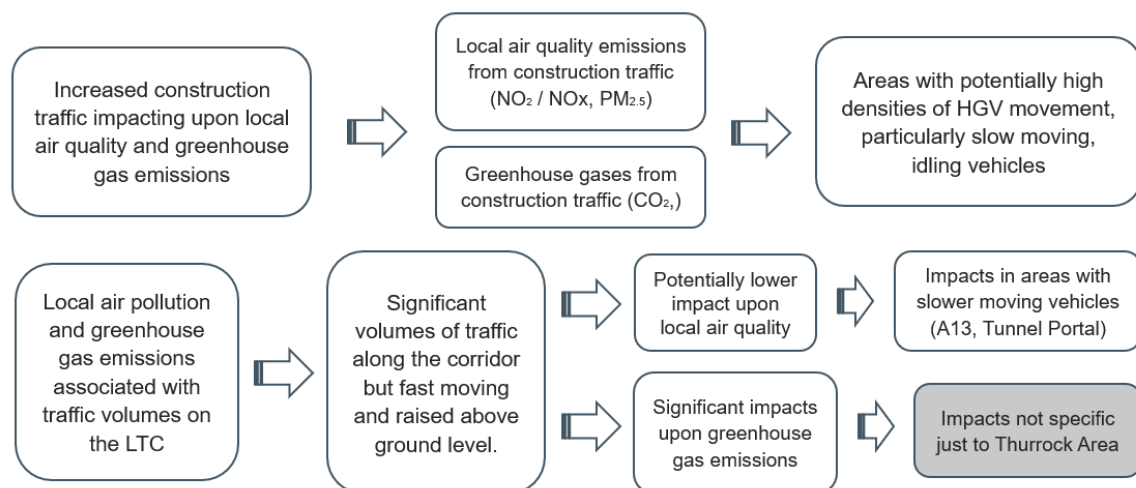 Increased construction
traffic impacting upon local
air quality and greenhouse
gas emissions
Local air quality emissions
from construction traffic
(NO₂ / NOx, PM₂.₅)
Greenhouse gases from
construction traffic (CO₂,)
Areas with potentially high
densities of HGV movement,
particularly slow moving,
idling vehicles
Local air pollution
and greenhouse
gas emissions
associated with
traffic volumes on
the LTC
Significant
volumes of traffic
along the corridor
but fast moving
and raised above
ground level.
Potentially lower
impact upon
local air quality
Impacts in areas with
slower moving vehicles
(A13, Tunnel Portal)
Significant impacts
upon greenhouse
gas emissions
Impacts not specific
just to Thurrock Area